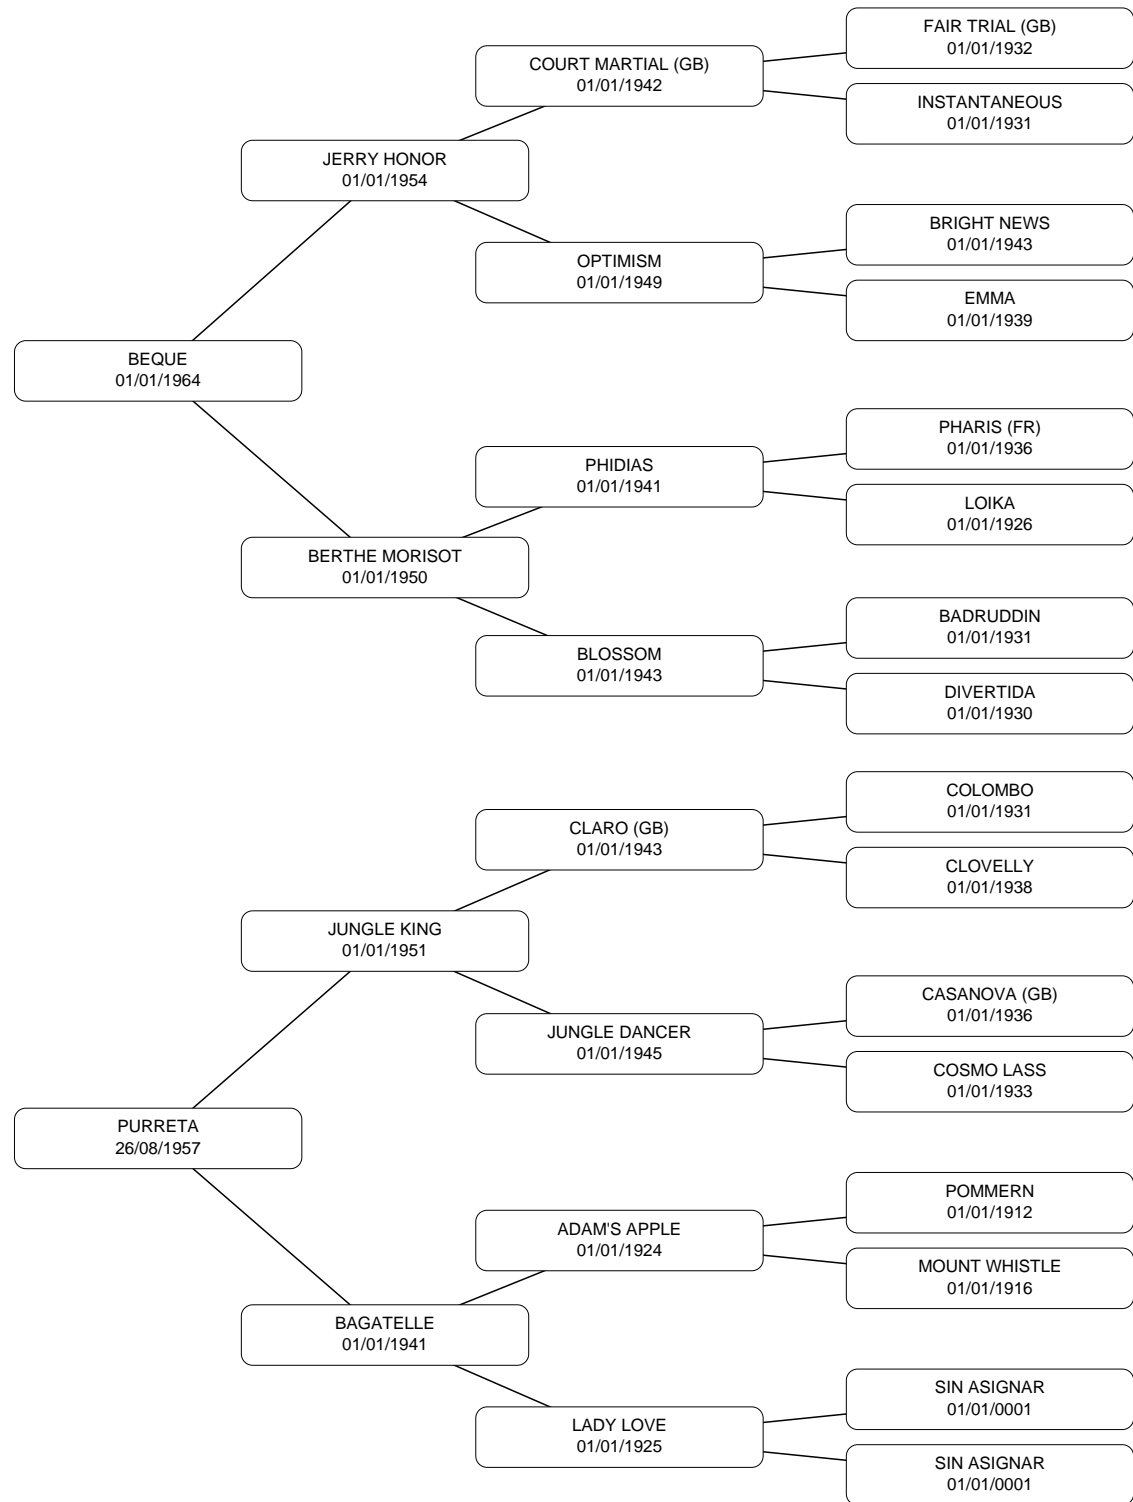 FAIR TRIAL (GB)
01/01/1932
COURT MARTIAL (GB)
01/01/1942
INSTANTANEOUS
01/01/1931
JERRY HONOR
01/01/1954
BRIGHT NEWS
01/01/1943
OPTIMISM
01/01/1949
EMMA
01/01/1939
BEQUE
01/01/1964
PHARIS (FR)
01/01/1936
PHIDIAS
01/01/1941
LOIKA
01/01/1926
BERTHE MORISOT
01/01/1950
BADRUDDIN
01/01/1931
BLOSSOM
01/01/1943
DIVERTIDA
01/01/1930
COLOMBO
01/01/1931
CLARO (GB)
01/01/1943
CLOVELLY
01/01/1938
JUNGLE KING
01/01/1951
CASANOVA (GB)
01/01/1936
JUNGLE DANCER
01/01/1945
COSMO LASS
01/01/1933
PURRETA
26/08/1957
POMMERN
01/01/1912
ADAM'S APPLE
01/01/1924
MOUNT WHISTLE
01/01/1916
BAGATELLE
01/01/1941
SIN ASIGNAR
01/01/0001
LADY LOVE
01/01/1925
SIN ASIGNAR
01/01/0001